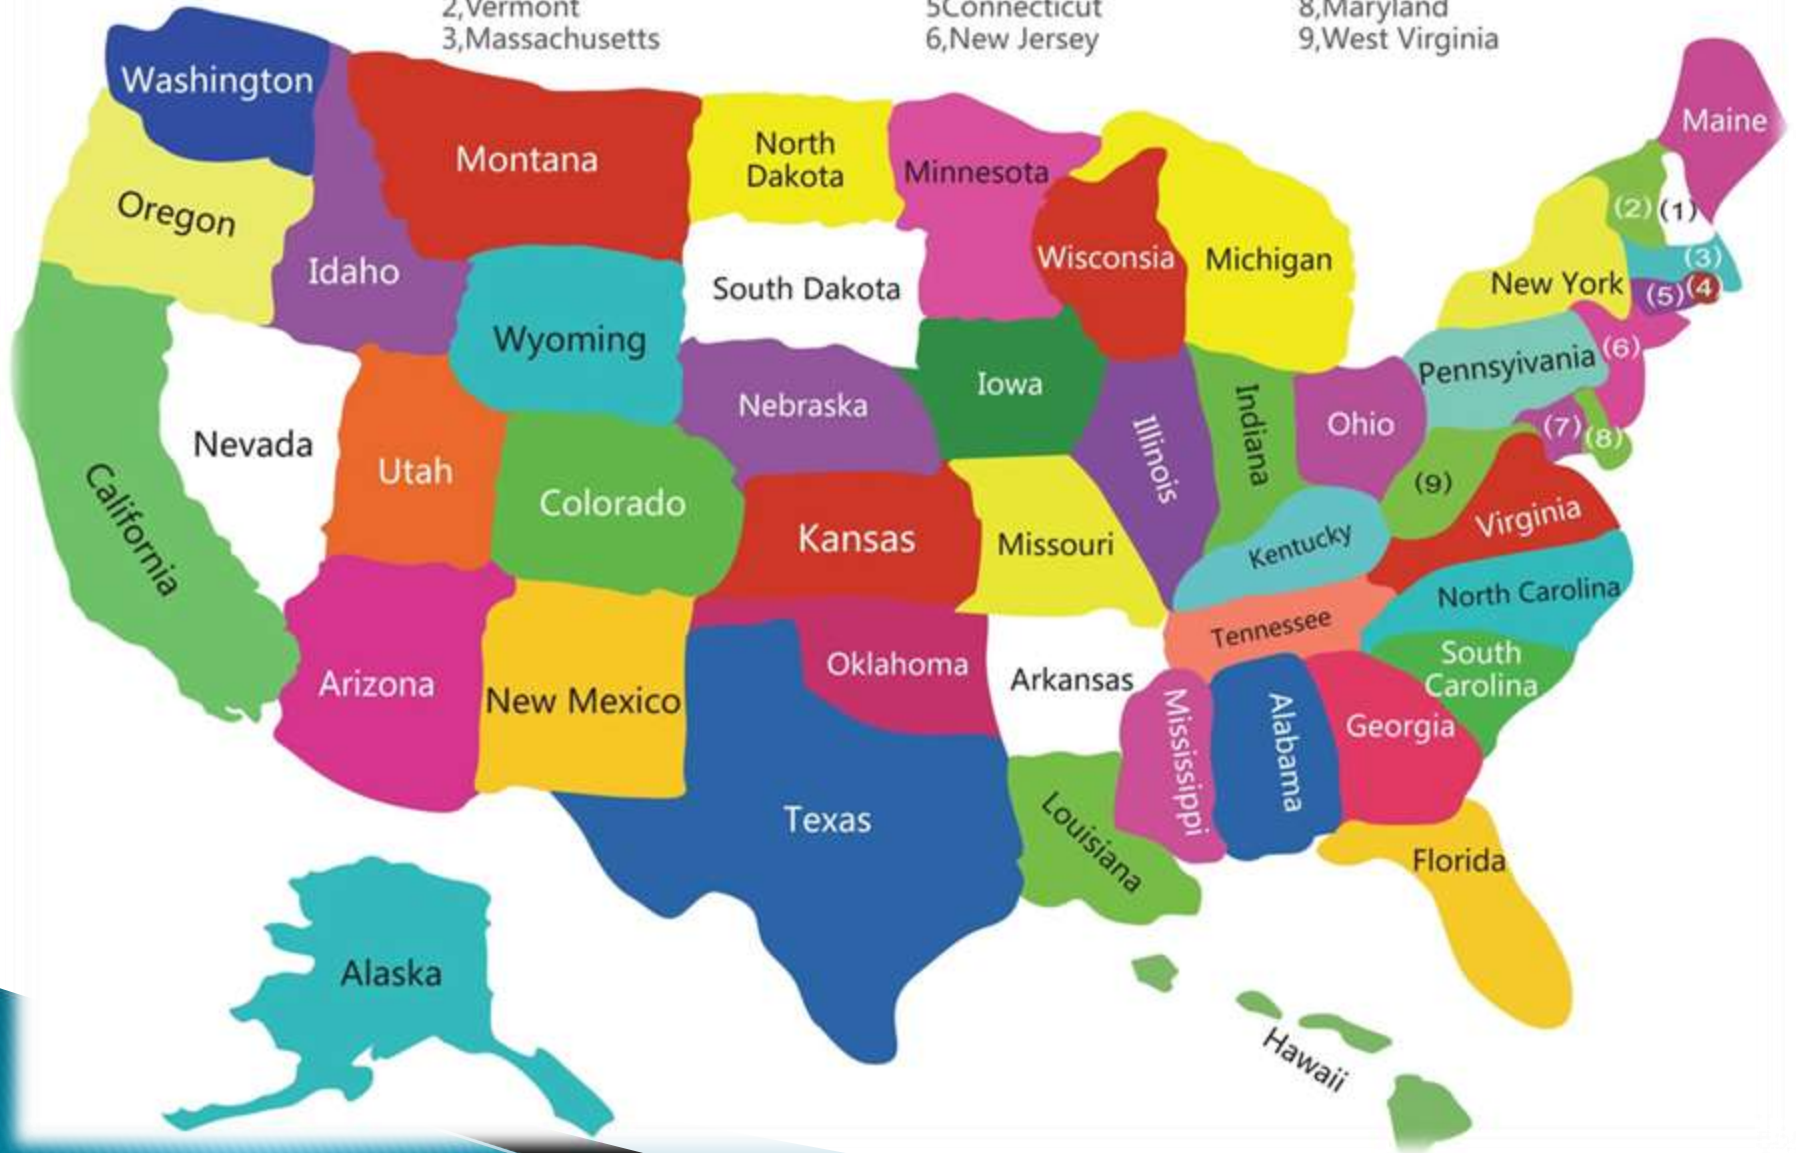 2,Vermont
5Connecticut
8,Maryland
3,Massachusetts
6,New Jersey
9,West Virginia
Washington
Montana
North
Dakota
Minnesota
Maine
Oregon
Idaho
Wisconsia
Michigan
(2)
(1)
(3)
New York
(5)
(4)
South Dakota
Wyoming
Pennsyivania
(6)
Nebraska
Iowa
Illinois
Indiana
Ohio
(7)
(8)
Nevada
Utah
Colorado
(9)
California
Kansas
Missouri
Kentucky
Virginia
North Carolina
Tennessee
South
Carolina
Arizona
New Mexico
Oklahoma
Arkansas
Mississippi
Alabama
Georgia
Texas
Louisiana
Florida
Alaska
Hawaii